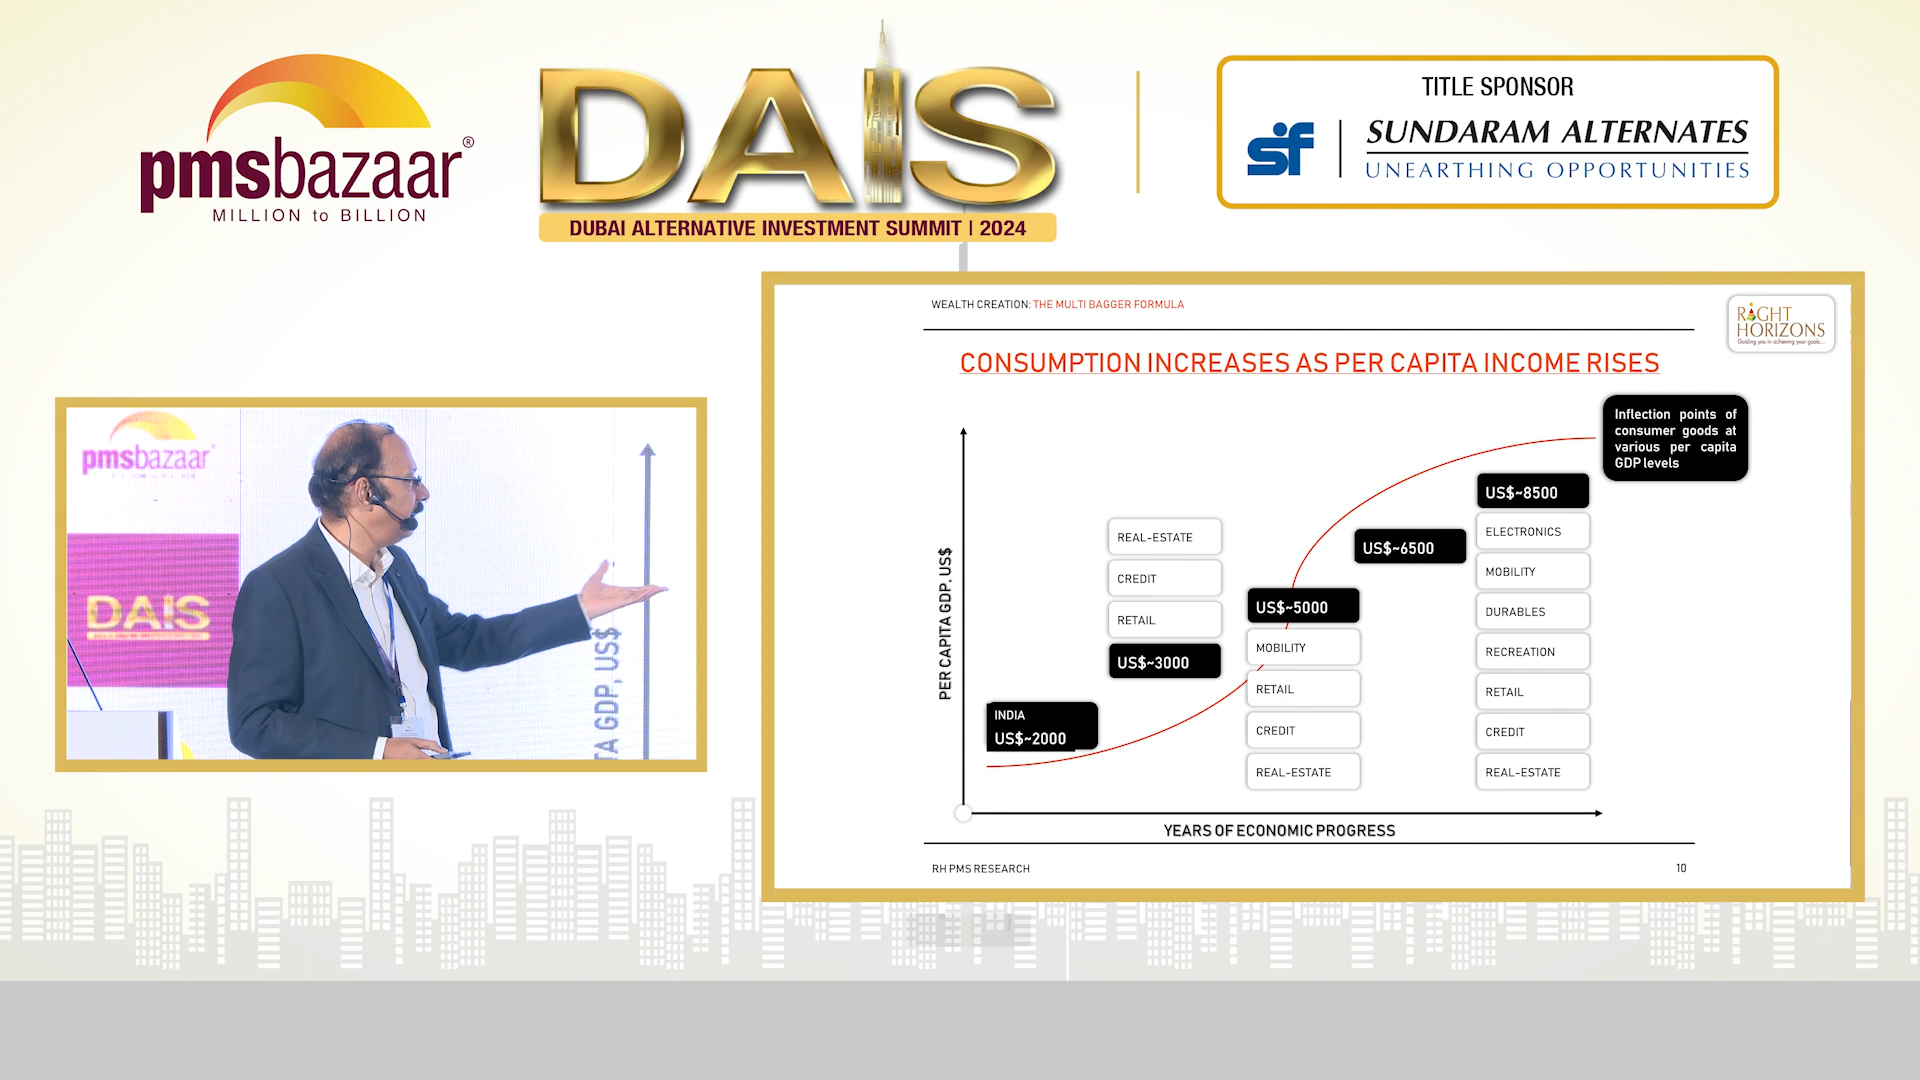 pmsbazaar®
MILLION to BILLION
DAIS
DUBAI ALTERNATIVE INVESTMENT SUMMIT | 2024
TITLE SPONSOR
sf
SUNDARAM ALTERNATES
UNEARTHING OPPORTUNITIES
pmsbazaar
DAIS
TA GDP, US$
WEALTH CREATION: THE MULTI BAGGER FORMULA
RIGHT
HORIZONS
Guiding you in achieving your goals...
CONSUMPTION INCREASES AS PER CAPITA INCOME RISES
Inflection points of
consumer goods at
various per capita
GDP levels
PER CAPITA GDP, US$
INDIA
US$~2000
REAL-ESTATE
CREDIT
RETAIL
US$~3000
US$~5000
MOBILITY
RETAIL
CREDIT
REAL-ESTATE
US$~6500
US$~8500
ELECTRONICS
MOBILITY
DURABLES
RECREATION
RETAIL
CREDIT
REAL-ESTATE
YEARS OF ECONOMIC PROGRESS
RH PMS RESEARCH
10